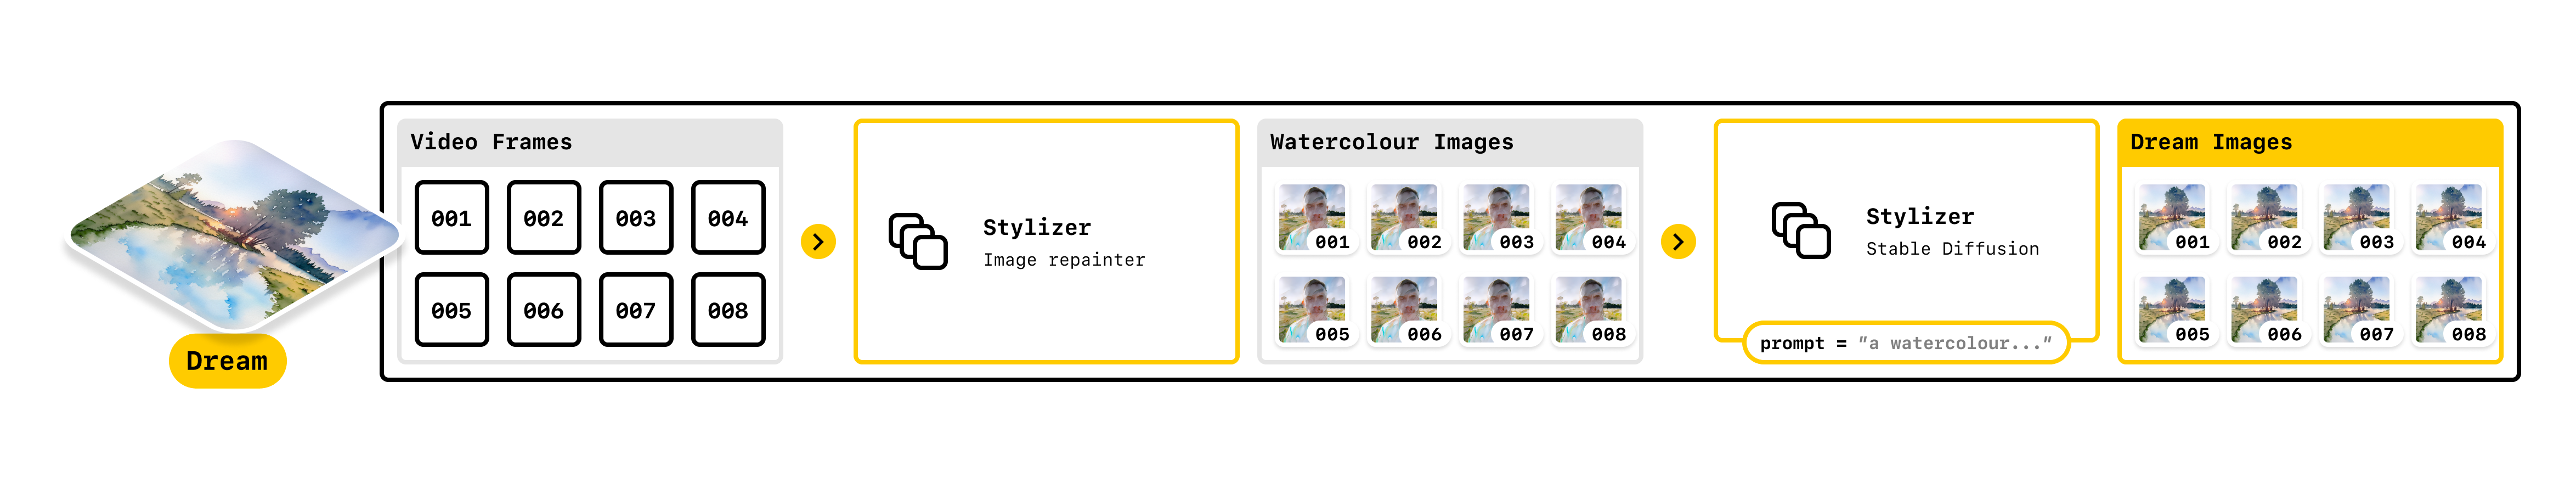 Dream
Video Frames
001 002 003 004
005 006 007 008
Stylizer
Image repainter
Watercolour Images
001 002 003 004
005 006 007 008
Stylizer
Stable Diffusion
prompt = "a watercolour..."
Dream Images
001 002 003 004
005 006 007 008